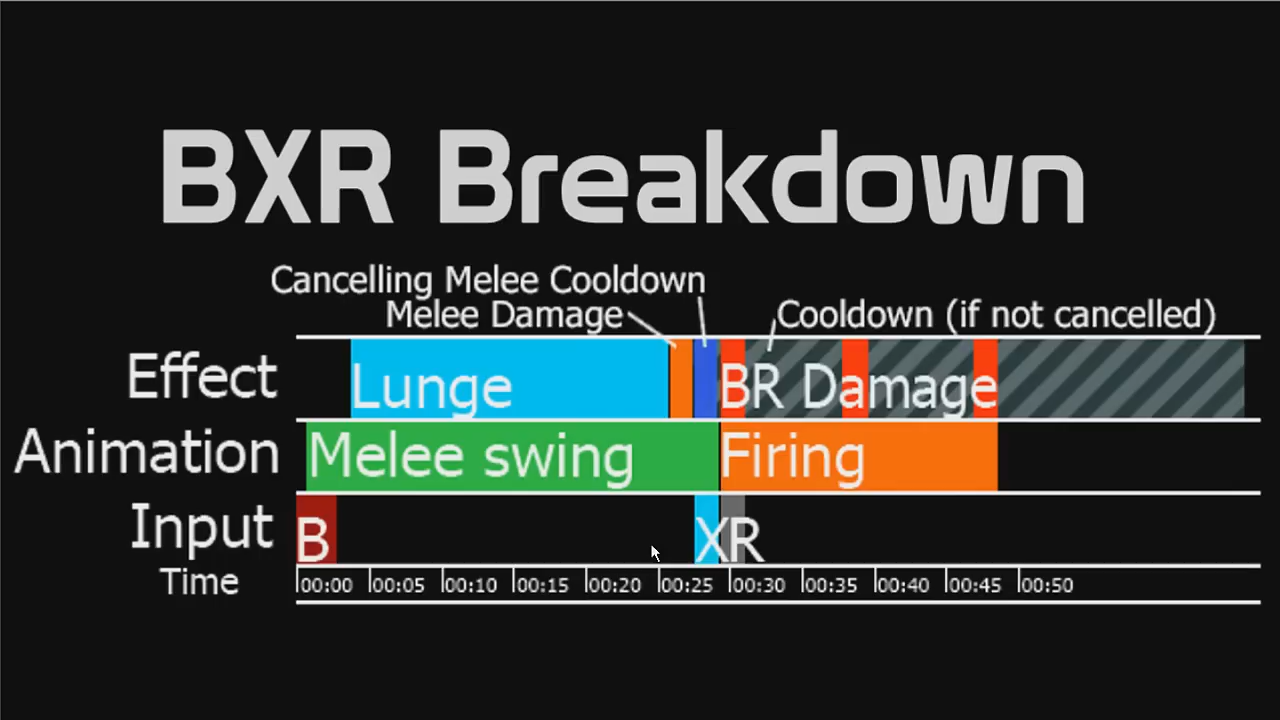 BXR Breakdown
Cancelling Melee Cooldown
Melee Damage
Cooldown (if not cancelled)
Effect
Lunge
BR Damage
Animation
Melee swing
Firing
Input
B
X
R
Time
00:00 00:05 00:10 00:15 00:20 00:25 00:30 00:35 00:40 00:45 00:50